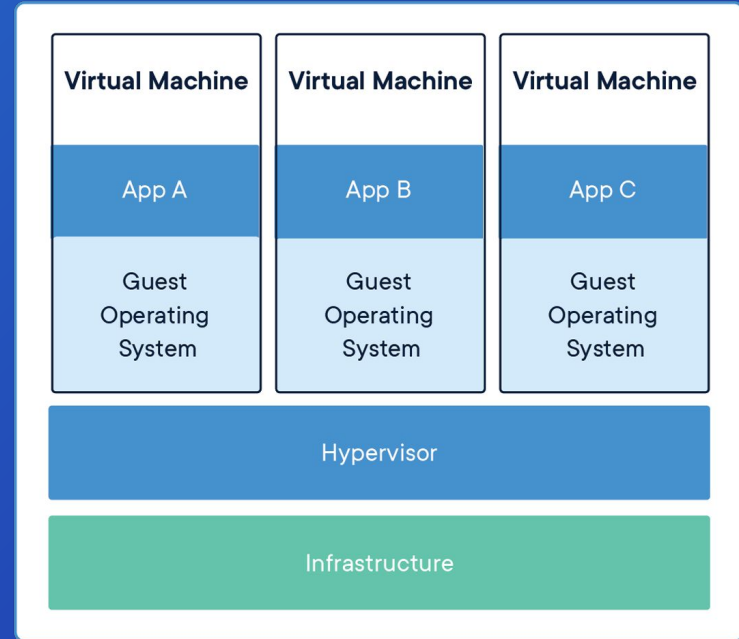 Virtual Machine
App A
Guest
Operating
System
Virtual Machine
App B
Guest
Operating
System
Virtual Machine
App C
Guest
Operating
System
Hypervisor
Infrastructure